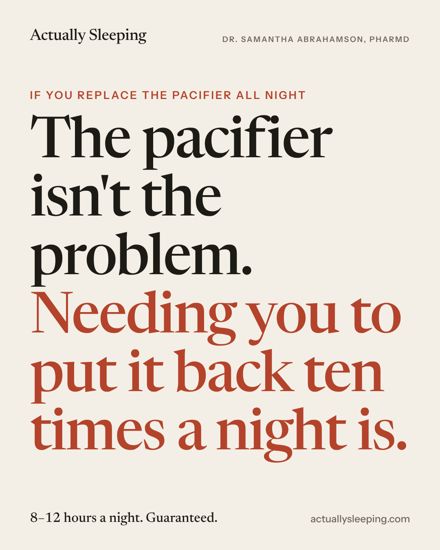 Actually Sleeping
DR. SAMANTHA ABRAHAMSON, PHARMD
IF YOU REPLACE THE PACIFIER ALL NIGHT
The pacifier
isn't the
problem.
Needing you to
put it back ten
times a night is.
8–12 hours a night. Guaranteed.
actuallysleeping.com